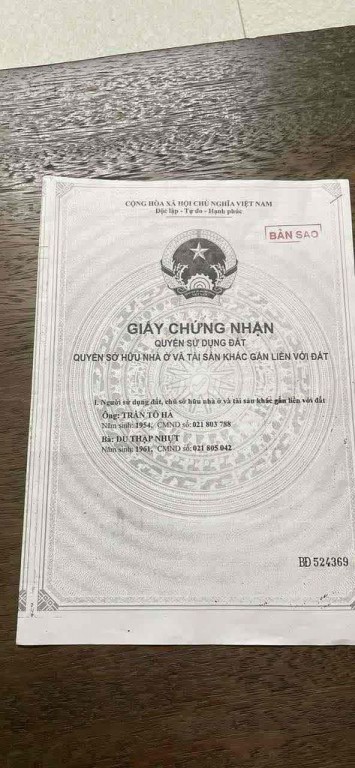 CỘNG HÒA XÃ HỘI CHỦ NGHĨA VIỆT NAM
Độc lập - Tự do - Hạnh phúc
BẢN SAO
GIẤY CHỨNG NHẬN
QUYỀN SỬ DỤNG ĐẤT
QUYỀN SỞ HỮU NHÀ Ở VÀ TÀI SẢN KHÁC GẮN LIỀN VỚI ĐẤT
I. Người sử dụng đất, chủ sở hữu nhà ở và tài sản khác gắn liền với đất
Ông: TRẦN TÔ HÀ
Năm sinh: 1954, CMND số: 021 803 788
Bà: DƯ THẬP NHỰT
Năm sinh: 1961, CMND số: 021 805 042
BĐ 524369